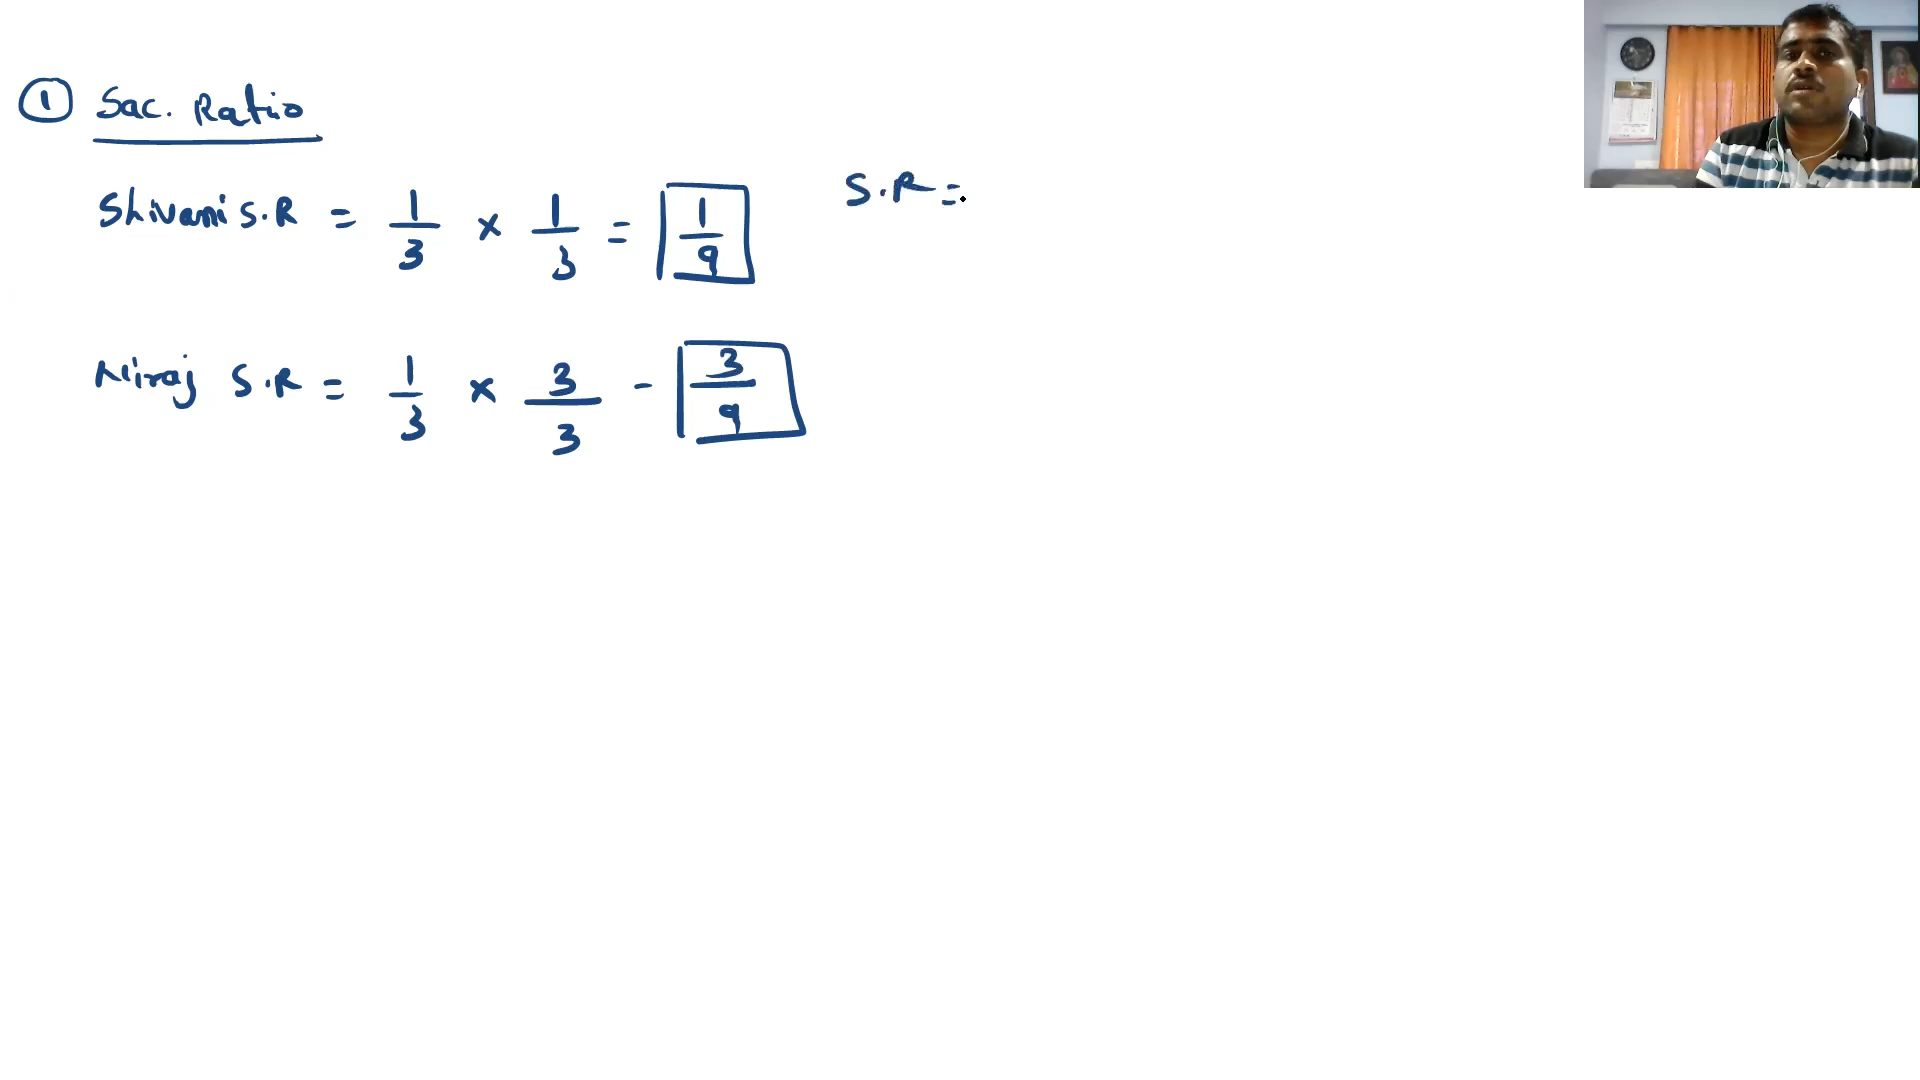 ① Sac. Ratio
Shivani S.R = 1/3 × 1/3 = 1/9
S.R =
Niraj S.R = 1/3 × 3/3 - 3/9